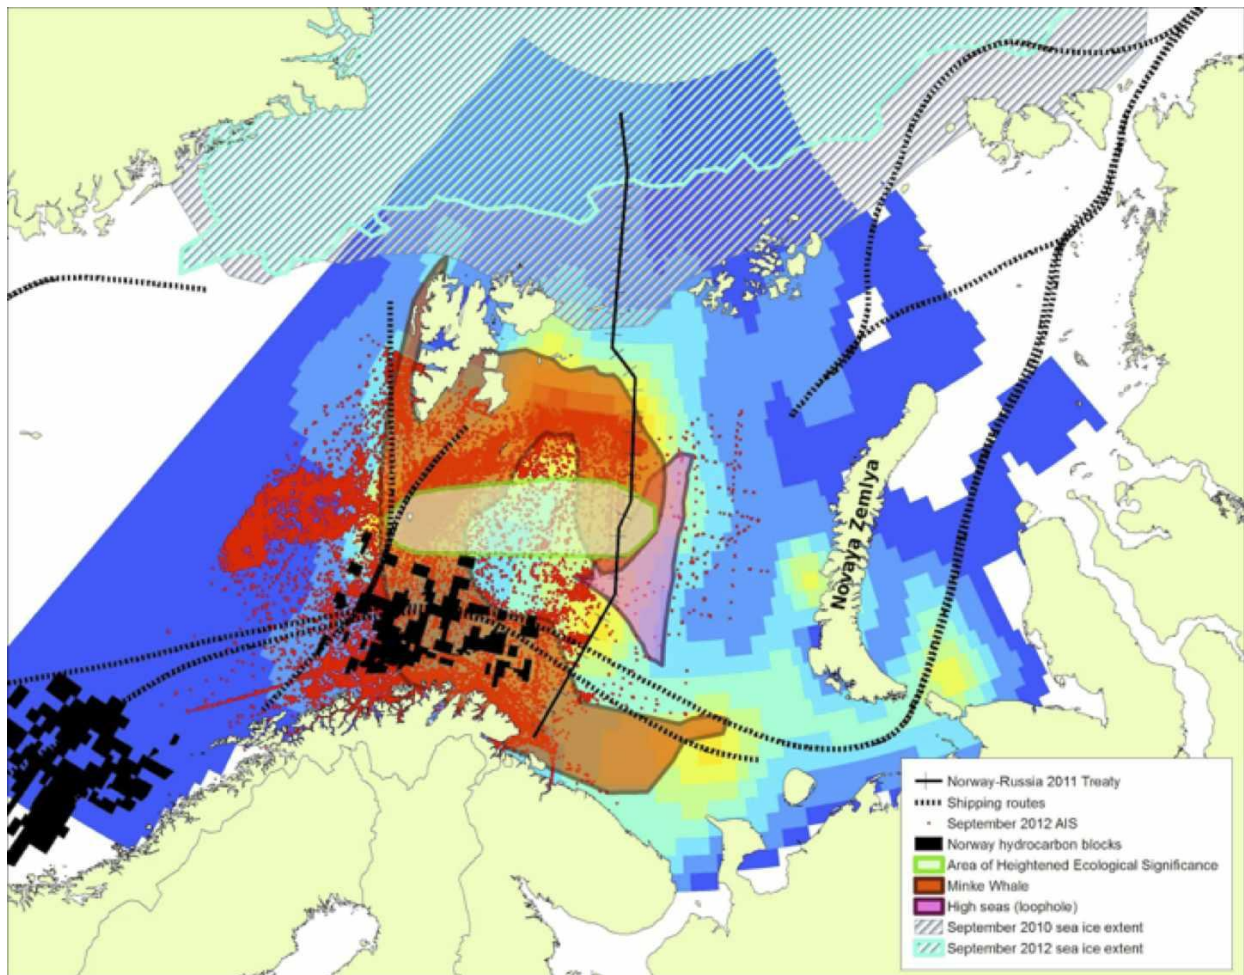 Novaya Zemlya
Norway-Russia 2011 Treaty
Shipping routes
September 2012 AIS
Norway hydrocarbon blocks
Area of Heightened Ecological Significance
Minke Whale
High seas (loophole)
September 2010 sea ice extent
September 2012 sea ice extent